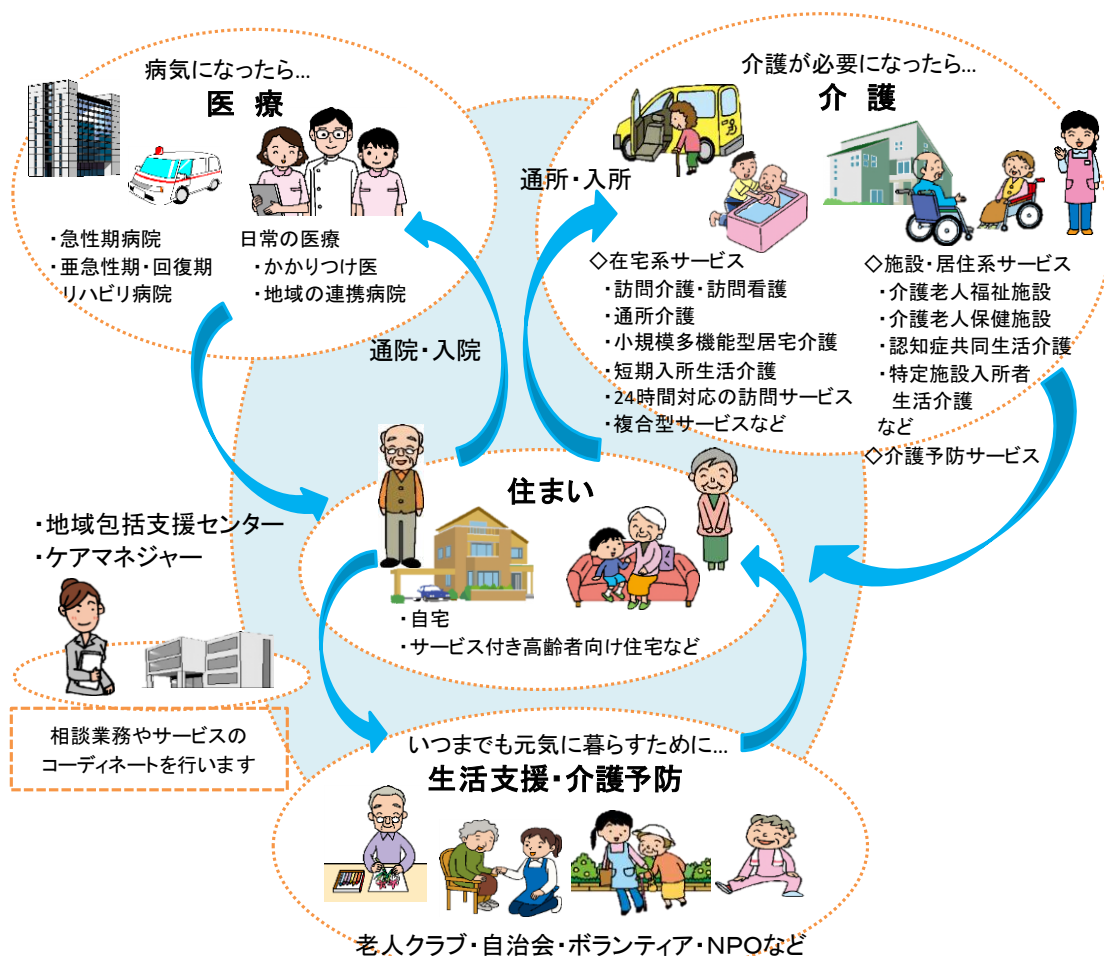 病気になったら...
医 療
・急性期病院
・亜急性期・回復期
リハビリ病院
日常の医療
・かかりつけ医
・地域の連携病院
介護が必要になったら...
介 護
通所・入所
◇在宅系サービス
・訪問介護・訪問看護
・通所介護
・小規模多機能型居宅介護
・短期入所生活介護
・24時間対応の訪問サービス
・複合型サービスなど
◇施設・居住系サービス
・介護老人福祉施設
・介護老人保健施設
・認知症共同生活介護
・特定施設入所者
生活介護
など
◇介護予防サービス
通院・入院
住まい
・自宅
・サービス付き高齢者向け住宅など
・地域包括支援センター
・ケアマネジャー
相談業務やサービスの
コーディネートを行います
いつまでも元気に暮らすために...
生活支援・介護予防
老人クラブ・自治会・ボランティア・NPOなど